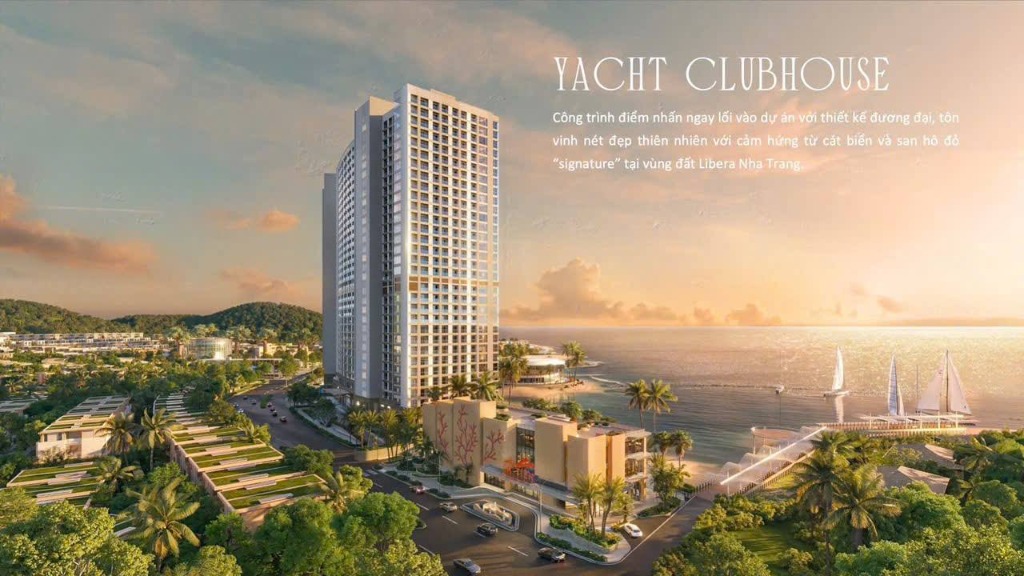 YACHT CLUBHOUSE
Công trình điểm nhấn ngay lối vào dự án với thiết kế đương đại, tôn
vinh nét đẹp thiên nhiên với cảm hứng từ cát biển và san hô đỏ
“signature” tại vùng đất Libera Nha Trang.